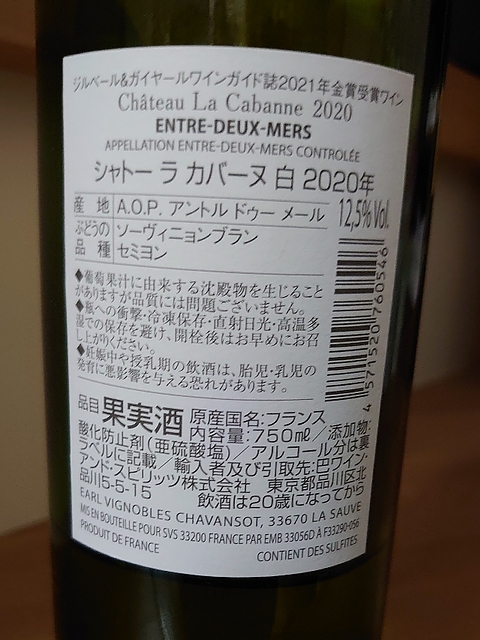 ジルベール&ガイヤールワインガイド誌2021年金賞受賞ワイン
Château La Cabanne 2020
ENTRE-DEUX-MERS
APPELLATION ENTRE-DEUX-MERS CONTRÔLÉE
シャトー ラ カバーヌ 白 2020年
産地 A.O.P. アントル ドゥー メール 12,5% Vol.
ぶどうの品種 ソーヴィニョンブラン
セミヨン
◆葡萄果汁に由来する沈殿物を生じること
がありますが品質には問題ございません。
◆瓶への衝撃・冷凍保存・直射日光・高温多
湿での保存を避け、開栓後はお早めにお召
し上がりください。
◆妊娠中や授乳期の飲酒は、胎児・乳児の
発育に悪影響を与える恐れがあります。
4571520760546
品目 果実酒 原産国名:フランス
内容量:750mℓ/添加物:
酸化防止剤(亜硫酸塩)/アルコール分は裏
ラベルに記載/輸入者及び引取先:巴ワイン・
アンド・スピリッツ株式会社 東京都品川区北
品川5-5-15 飲酒は20歳になってから
EARL VIGNOBLES CHAVANSOT, 33670 LA SAUVE
MIS EN BOUTEILLE POUR SVS 33200 FRANCE PAR EMB 33056D À F33290-056
PRODUIT DE FRANCE CONTIENT DES SULFITES